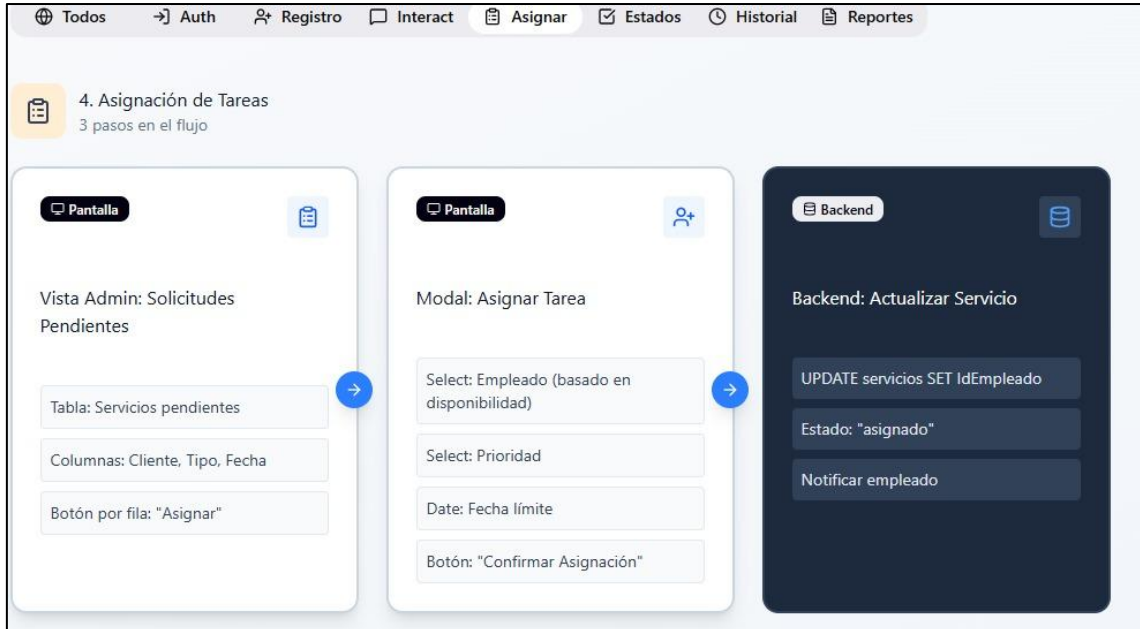 Todos Auth Registro Interact Asignar Estados Historial Reportes
4. Asignación de Tareas
3 pasos en el flujo
Pantalla
Vista Admin: Solicitudes
Pendientes
Tabla: Servicios pendientes
Columnas: Cliente, Tipo, Fecha
Botón por fila: "Asignar"
Pantalla
Modal: Asignar Tarea
Select: Empleado (basado en
disponibilidad)
Select: Prioridad
Date: Fecha límite
Botón: "Confirmar Asignación"
Backend
Backend: Actualizar Servicio
UPDATE servicios SET IdEmpleado
Estado: "asignado"
Notificar empleado